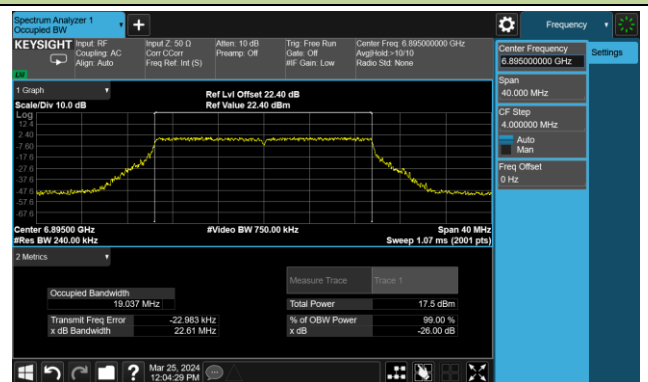 Spectrum Analyzer 1
Occupied BW
+
Frequency
KEYSIGHT
Input: RF
Coupling: AC
Align: Auto
Input Z: 50 Ω
Corr CCorr
Freq Ref: Int (S)
Atten: 10 dB
Preamp: Off
Trig: Free Run
Gate: Off
#IF Gain: Low
Center Freq: 6.895000000 GHz
Avg|Hold:>10/10
Radio Std: None
Center Frequency
6.895000000 GHz
Settings
Span
40.000 MHz
CF Step
4.000000 MHz
Auto
Man
Freq Offset
0 Hz
1 Graph
Scale/Div 10.0 dB
Ref Lvl Offset 22.40 dB
Ref Value 22.40 dBm
Log
12.4
2.40
-7.60
-17.6
-27.6
-37.6
-47.6
-57.6
-67.6
Center 6.89500 GHz
#Res BW 240.00 kHz
#Video BW 750.00 kHz
Span 40 MHz
Sweep 1.07 ms (2001 pts)
2 Metrics
Measure Trace
Trace 1
Occupied Bandwidth
19.037 MHz
Total Power
17.5 dBm
Transmit Freq Error
-22.983 kHz
% of OBW Power
99.00 %
x dB Bandwidth
22.61 MHz
x dB
-26.00 dB
?
Mar 25, 2024
12:04:29 PM